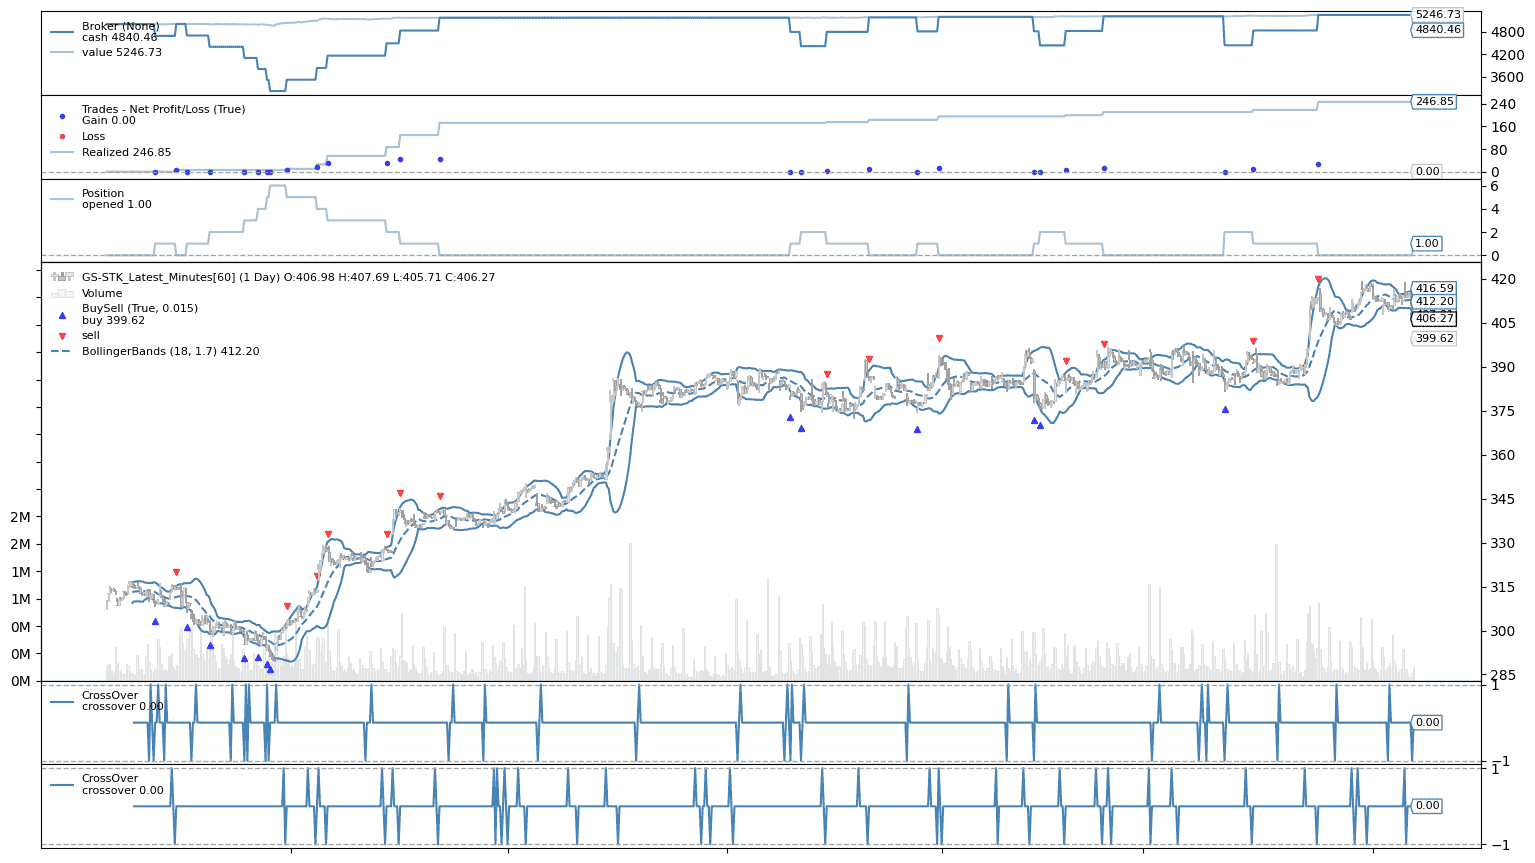 Broker (None)
cash 4840.46
value 5246.73
5246.73
4840.46
4800
4200
3600
Trades - Net Profit/Loss (True)
Gain 0.00
Loss
Realized 246.85
246.85
0.00
240
160
80
0
Position
opened 1.00
1.00
6
4
2
0
GS-STK_Latest_Minutes[60] (1 Day) O:406.98 H:407.69 L:405.71 C:406.27
Volume
BuySell (True, 0.015)
buy 399.62
sell
BollingerBands (18, 1.7) 412.20
416.59
412.20
406.27
399.62
420
405
390
375
360
345
330
315
300
285
2M
2M
1M
1M
0M
0M
0M
CrossOver
crossover 0.00
0.00
1
−1
CrossOver
crossover 0.00
0.00
1
−1